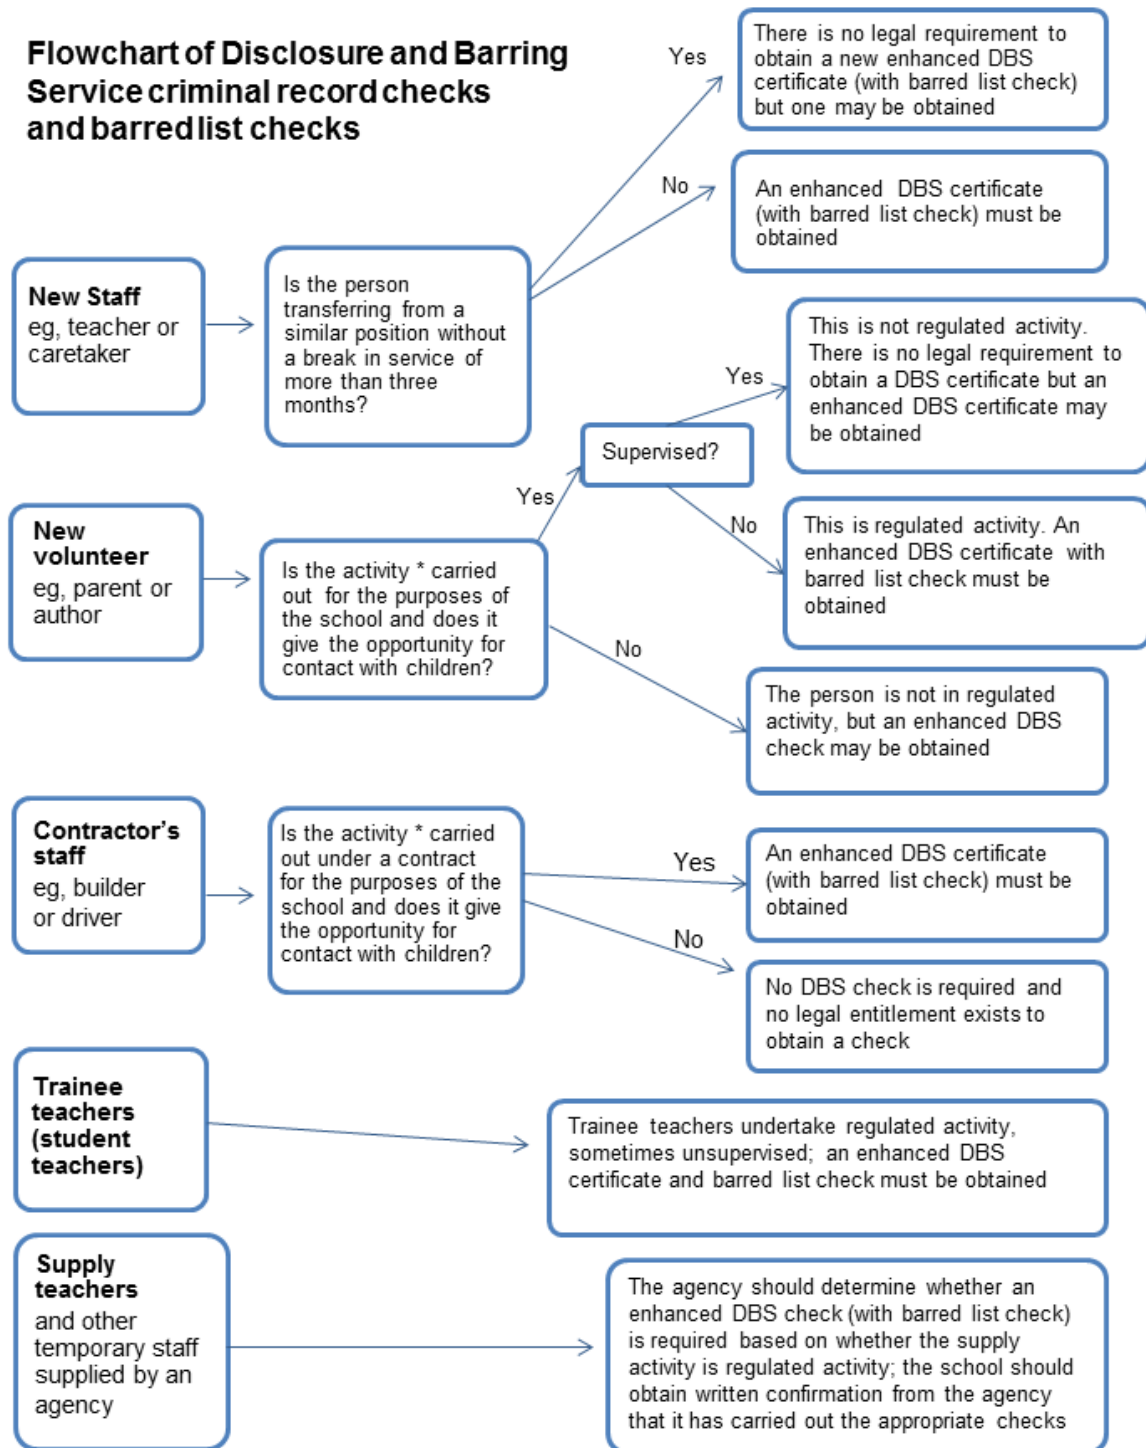 Flowchart of Disclosure and Barring
Service criminal record checks
and barred list checks
New Staff
eg, teacher or
caretaker
Is the person
transferring from a
similar position without
a break in service of
more than three
months?
Yes
There is no legal requirement to
obtain a new enhanced DBS
certificate (with barred list check)
but one may be obtained
No
An enhanced DBS certificate
(with barred list check) must be
obtained
New
volunteer
eg, parent or
author
Is the activity * carried
out for the purposes of
the school and does it
give the opportunity for
contact with children?
Yes
Supervised?
Yes
This is not regulated activity.
There is no legal requirement to
obtain a DBS certificate but an
enhanced DBS certificate may
be obtained
No
This is regulated activity. An
enhanced DBS certificate with
barred list check must be
obtained
No
The person is not in regulated
activity, but an enhanced DBS
check may be obtained
Contractor's
staff
eg, builder
or driver
Is the activity * carried
out under a contract
for the purposes of the
school and does it give
the opportunity for
contact with children?
Yes
An enhanced DBS certificate
(with barred list check) must be
obtained
No
No DBS check is required and
no legal entitlement exists to
obtain a check
Trainee
teachers
(student
teachers)
Trainee teachers undertake regulated activity,
sometimes unsupervised; an enhanced DBS
certificate and barred list check must be obtained
Supply
teachers
and other
temporary staff
supplied by an
agency
The agency should determine whether an
enhanced DBS check (with barred list check)
is required based on whether the supply
activity is regulated activity; the school should
obtain written confirmation from the agency
that it has carried out the appropriate checks